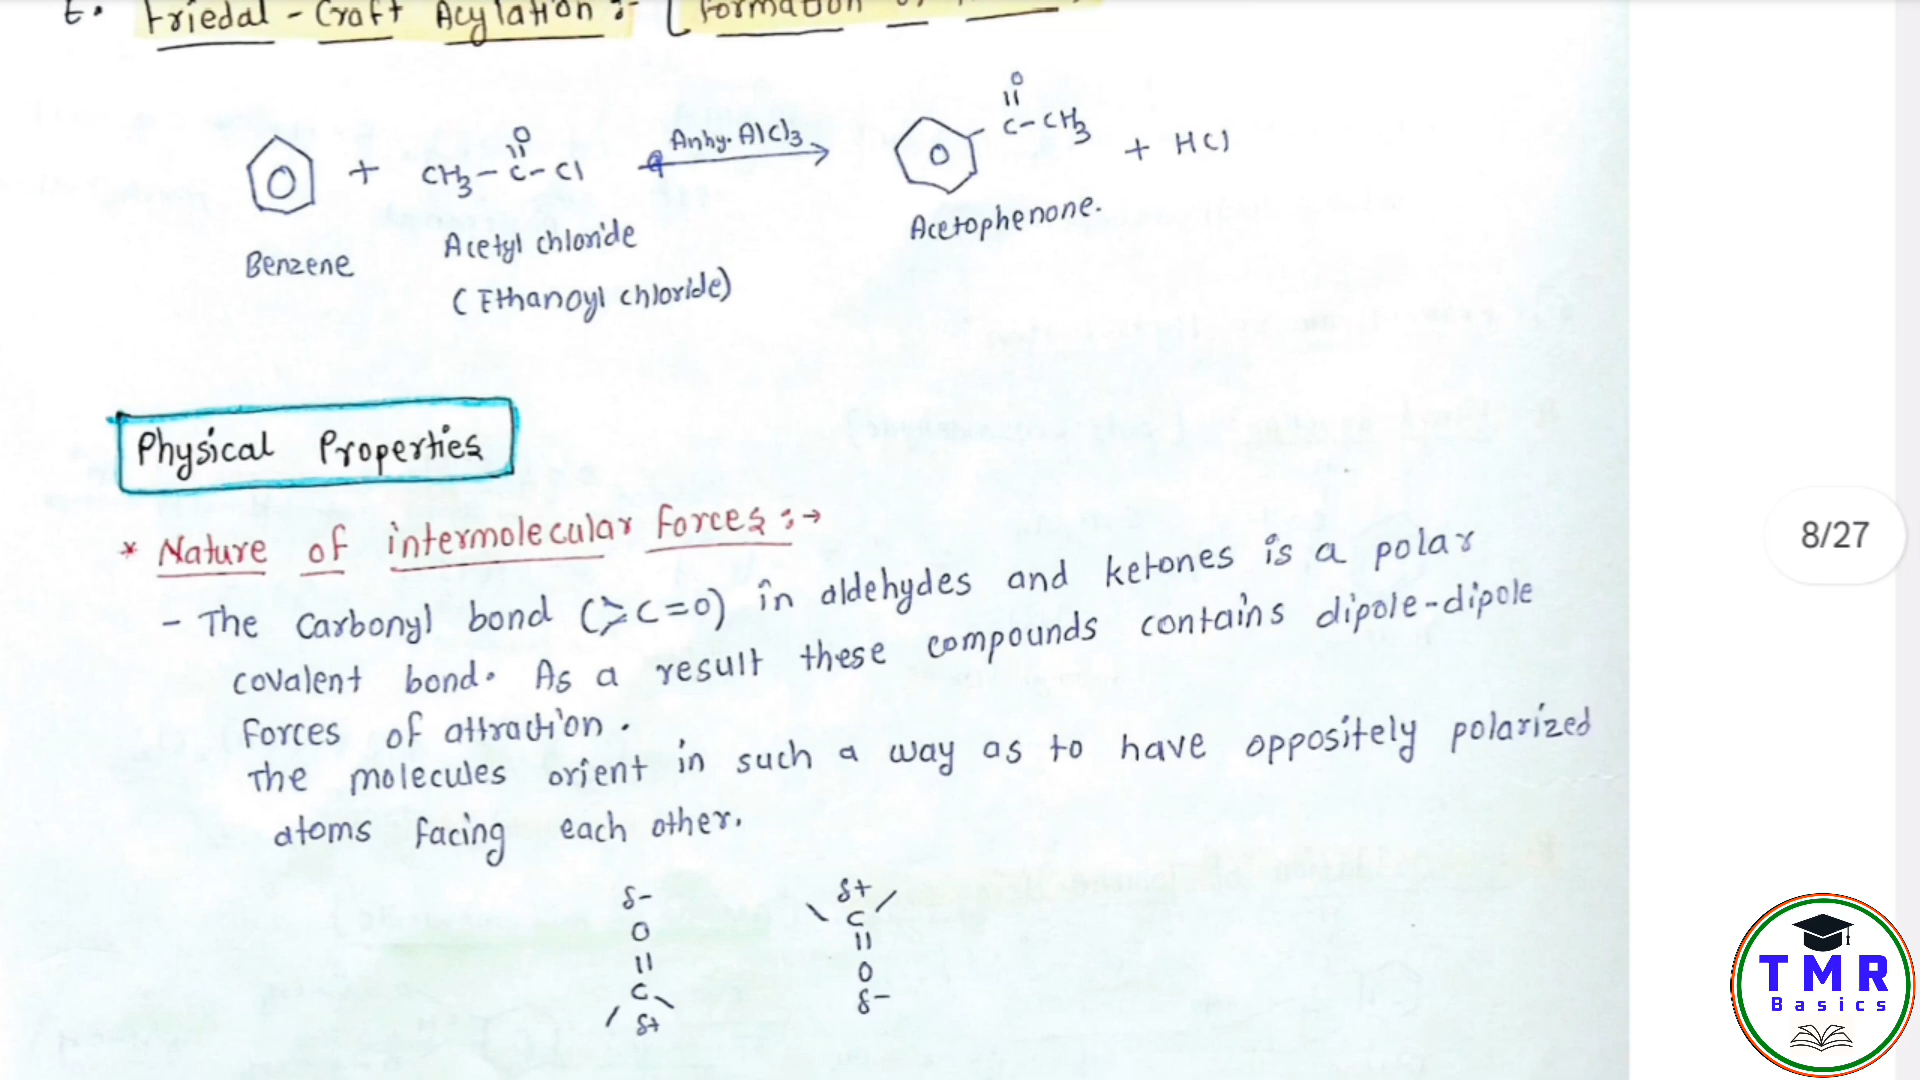 Friedal - Craft Acylation :- [ Formation of
O
||
C - CH3
O
||
+ CH3 - C - Cl Anhy. AlCl3 + HCl
Benzene
Acetyl chloride
(Ethanoyl chloride)
Acetophenone.
Physical Properties
* Nature of intermolecular forces :→
- The Carbonyl bond (>C=O) in aldehydes and ketones is a polar
covalent bond. As a result these compounds contains dipole-dipole
forces of attraction.
The molecules orient in such a way as to have oppositely polarized
atoms facing each other.
δ- δ+
O C
|| ||
C O
δ+ δ-
8/27
TMR
Basics